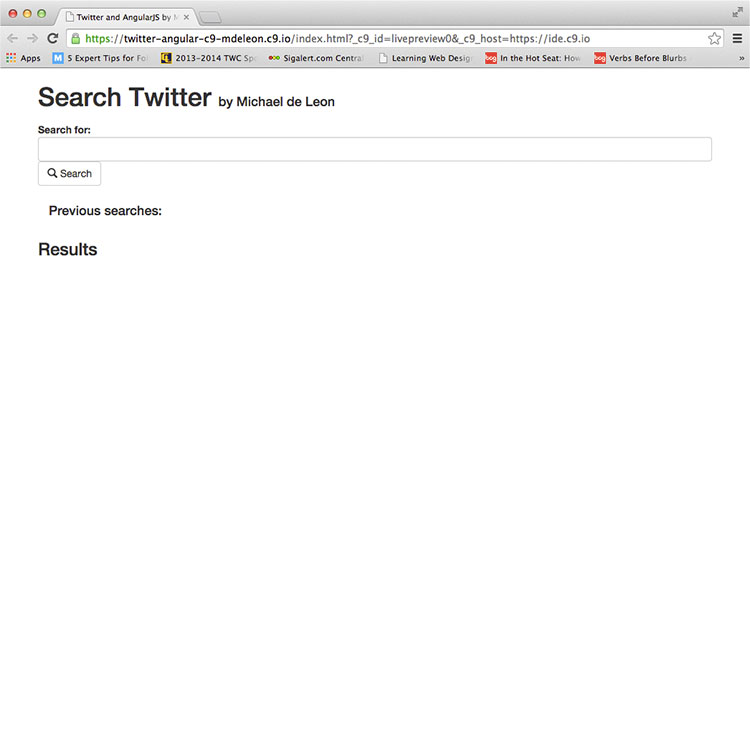 Twitter and AngularJS by M
https://twitter-angular-c9-mdeleon.c9.io/index.html?_c9_id=livepreview0&_c9_host=https://ide.c9.io
Apps 5 Expert Tips for Fol 2013-2014 TWC Spo Sigalert.com Central Learning Web Desig In the Hot Seat: How Verbs Before Blurbs »
Search Twitter by Michael de Leon
Search for:
Search
Previous searches:
Results